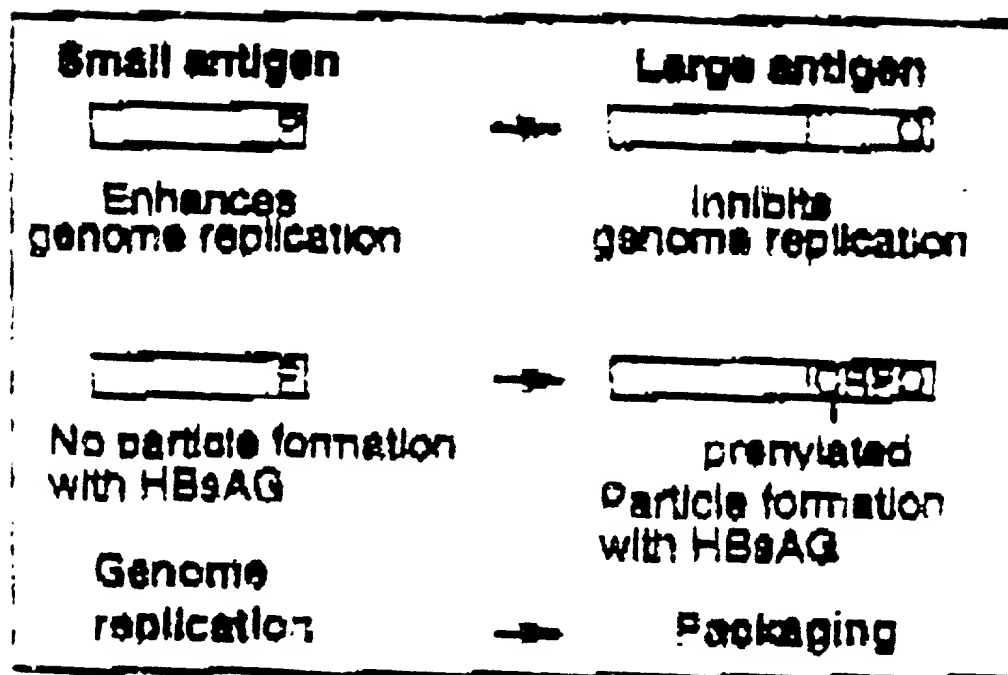 Small antigen
Large antigen
Enhances
genome replication
Inhibits
genome replication
No particle formation
with HBsAG
prenylated
Particle formation
with HBsAG
Genome
replication
Packaging